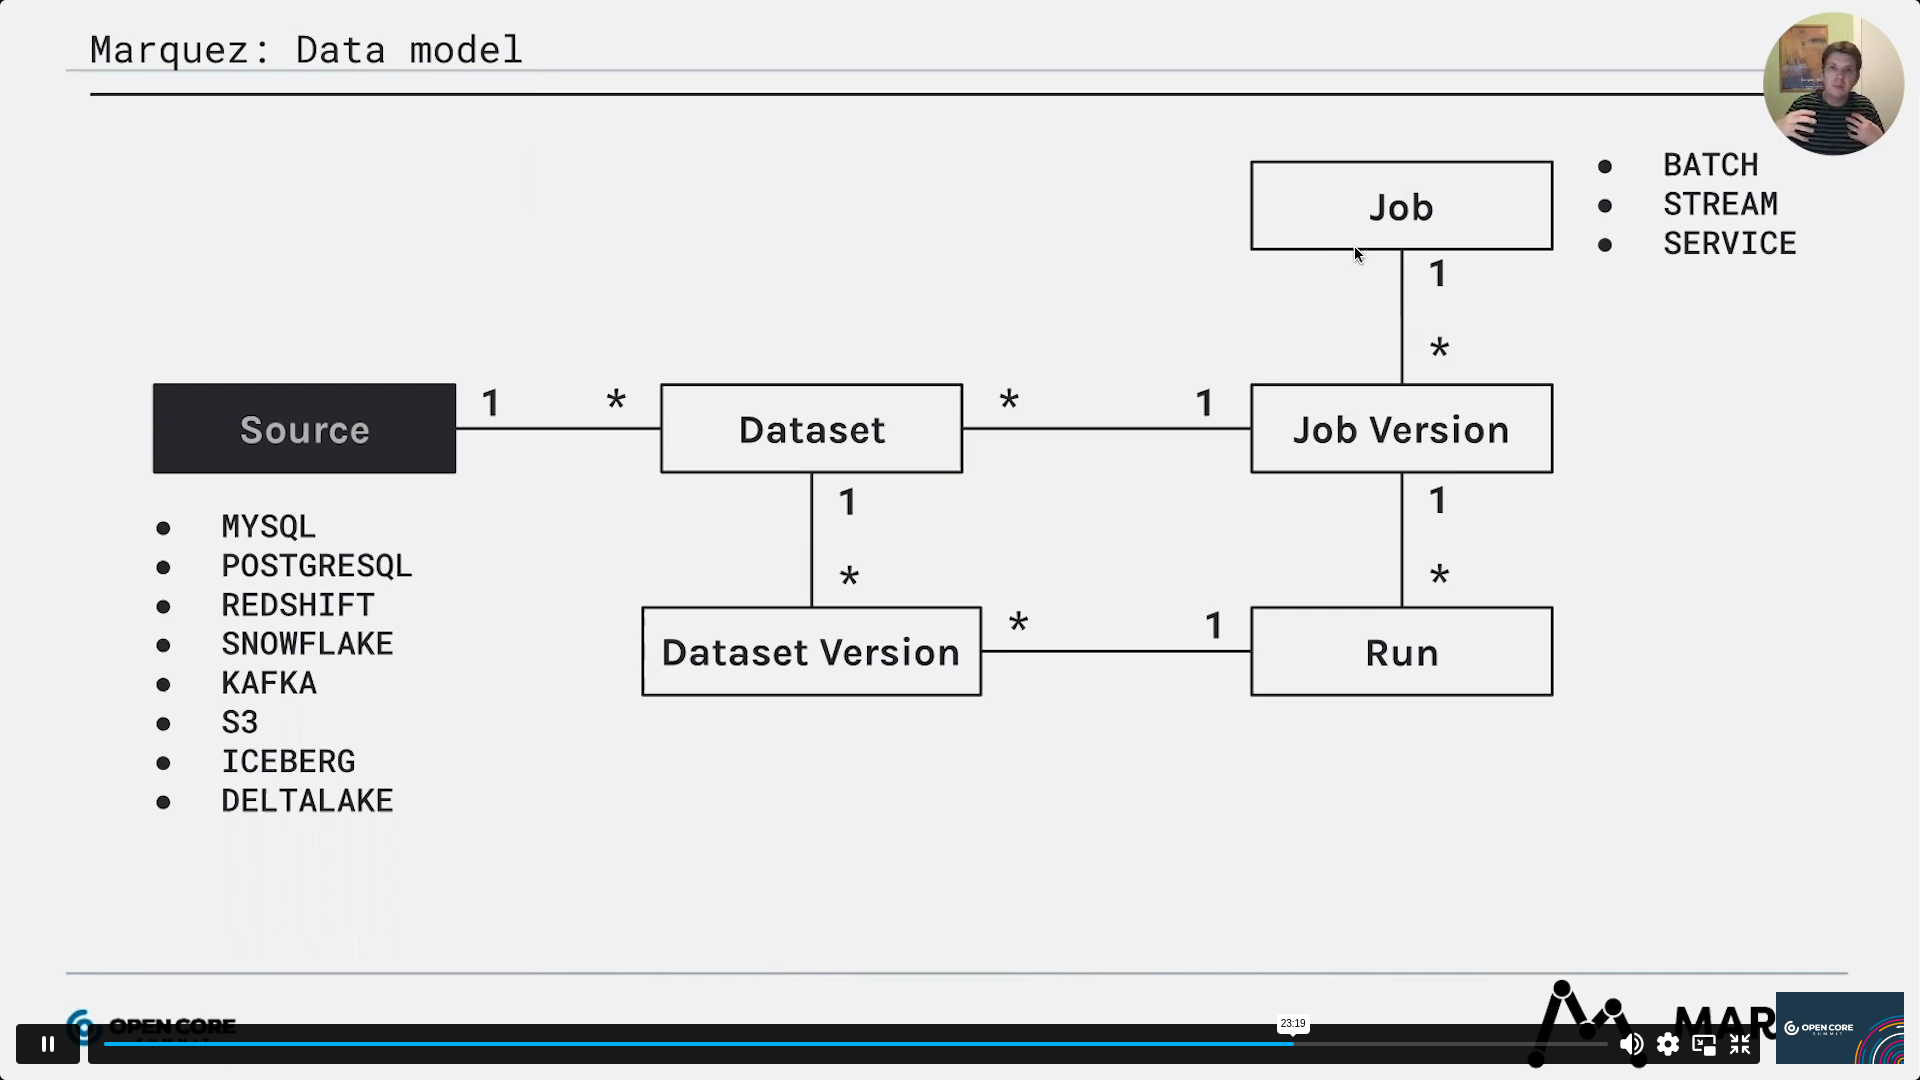 Marquez: Data model
Job
● BATCH
● STREAM
● SERVICE
1
*
Source
1 *
Dataset
* 1
Job Version
1
*
1
*
Dataset Version
* 1
Run
● MYSQL
● POSTGRESQL
● REDSHIFT
● SNOWFLAKE
● KAFKA
● S3
● ICEBERG
● DELTALAKE
OPEN CORE
MAR
23:19
OPEN CORE
SUMMIT